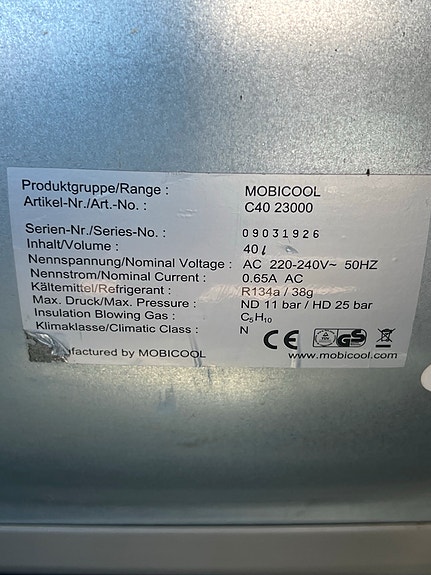 Produktgruppe/Range : MOBICOOL
Artikel-Nr./Art.-No. : C40 23000
Serien-Nr./Series-No. : 09031926
Inhalt/Volume : 40 l
Nennspannung/Nominal Voltage : AC 220-240V~ 50HZ
Nennstrom/Nominal Current : 0.65A AC
Kältemittel/Refrigerant : R134a / 38g
Max. Druck/Max. Pressure : ND 11 bar / HD 25 bar
Insulation Blowing Gas : C₅H₁₀
Klimaklasse/Climatic Class : N
CE GS
by MOBICOOL www.mobicool.com